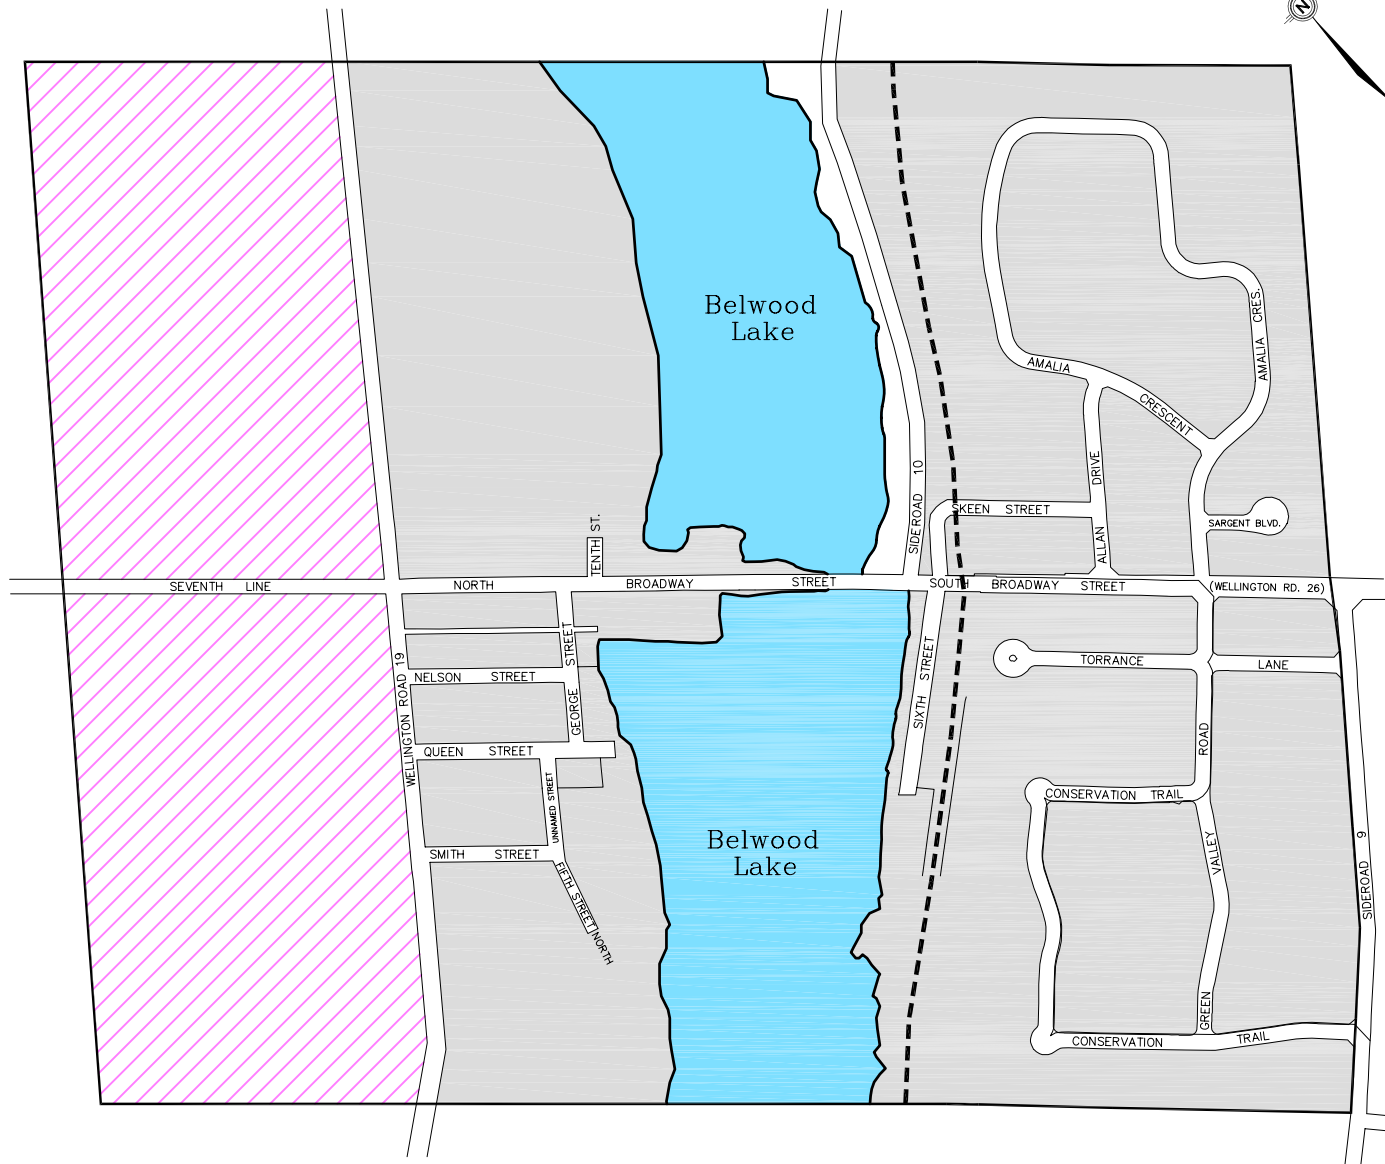 N
Belwood
Lake
AMALIA CRES.
AMALIA
CRESCENT
SIDEROAD 10
DRIVE
ALLAN
SKEEN STREET
SARGENT BLVD.
TENTH ST.
SEVENTH LINE
NORTH BROADWAY STREET
SOUTH BROADWAY STREET
(WELLINGTON RD. 26)
STREET
GEORGE
WELLINGTON ROAD 19
NELSON STREET
SIXTH STREET
TORRANCE LANE
QUEEN STREET
ROAD
VALLEY
GREEN
UNNAMED STREET
CONSERVATION TRAIL
Belwood
Lake
SMITH STREET
FIFTH STREET NORTH
SIDEROAD 9
CONSERVATION TRAIL